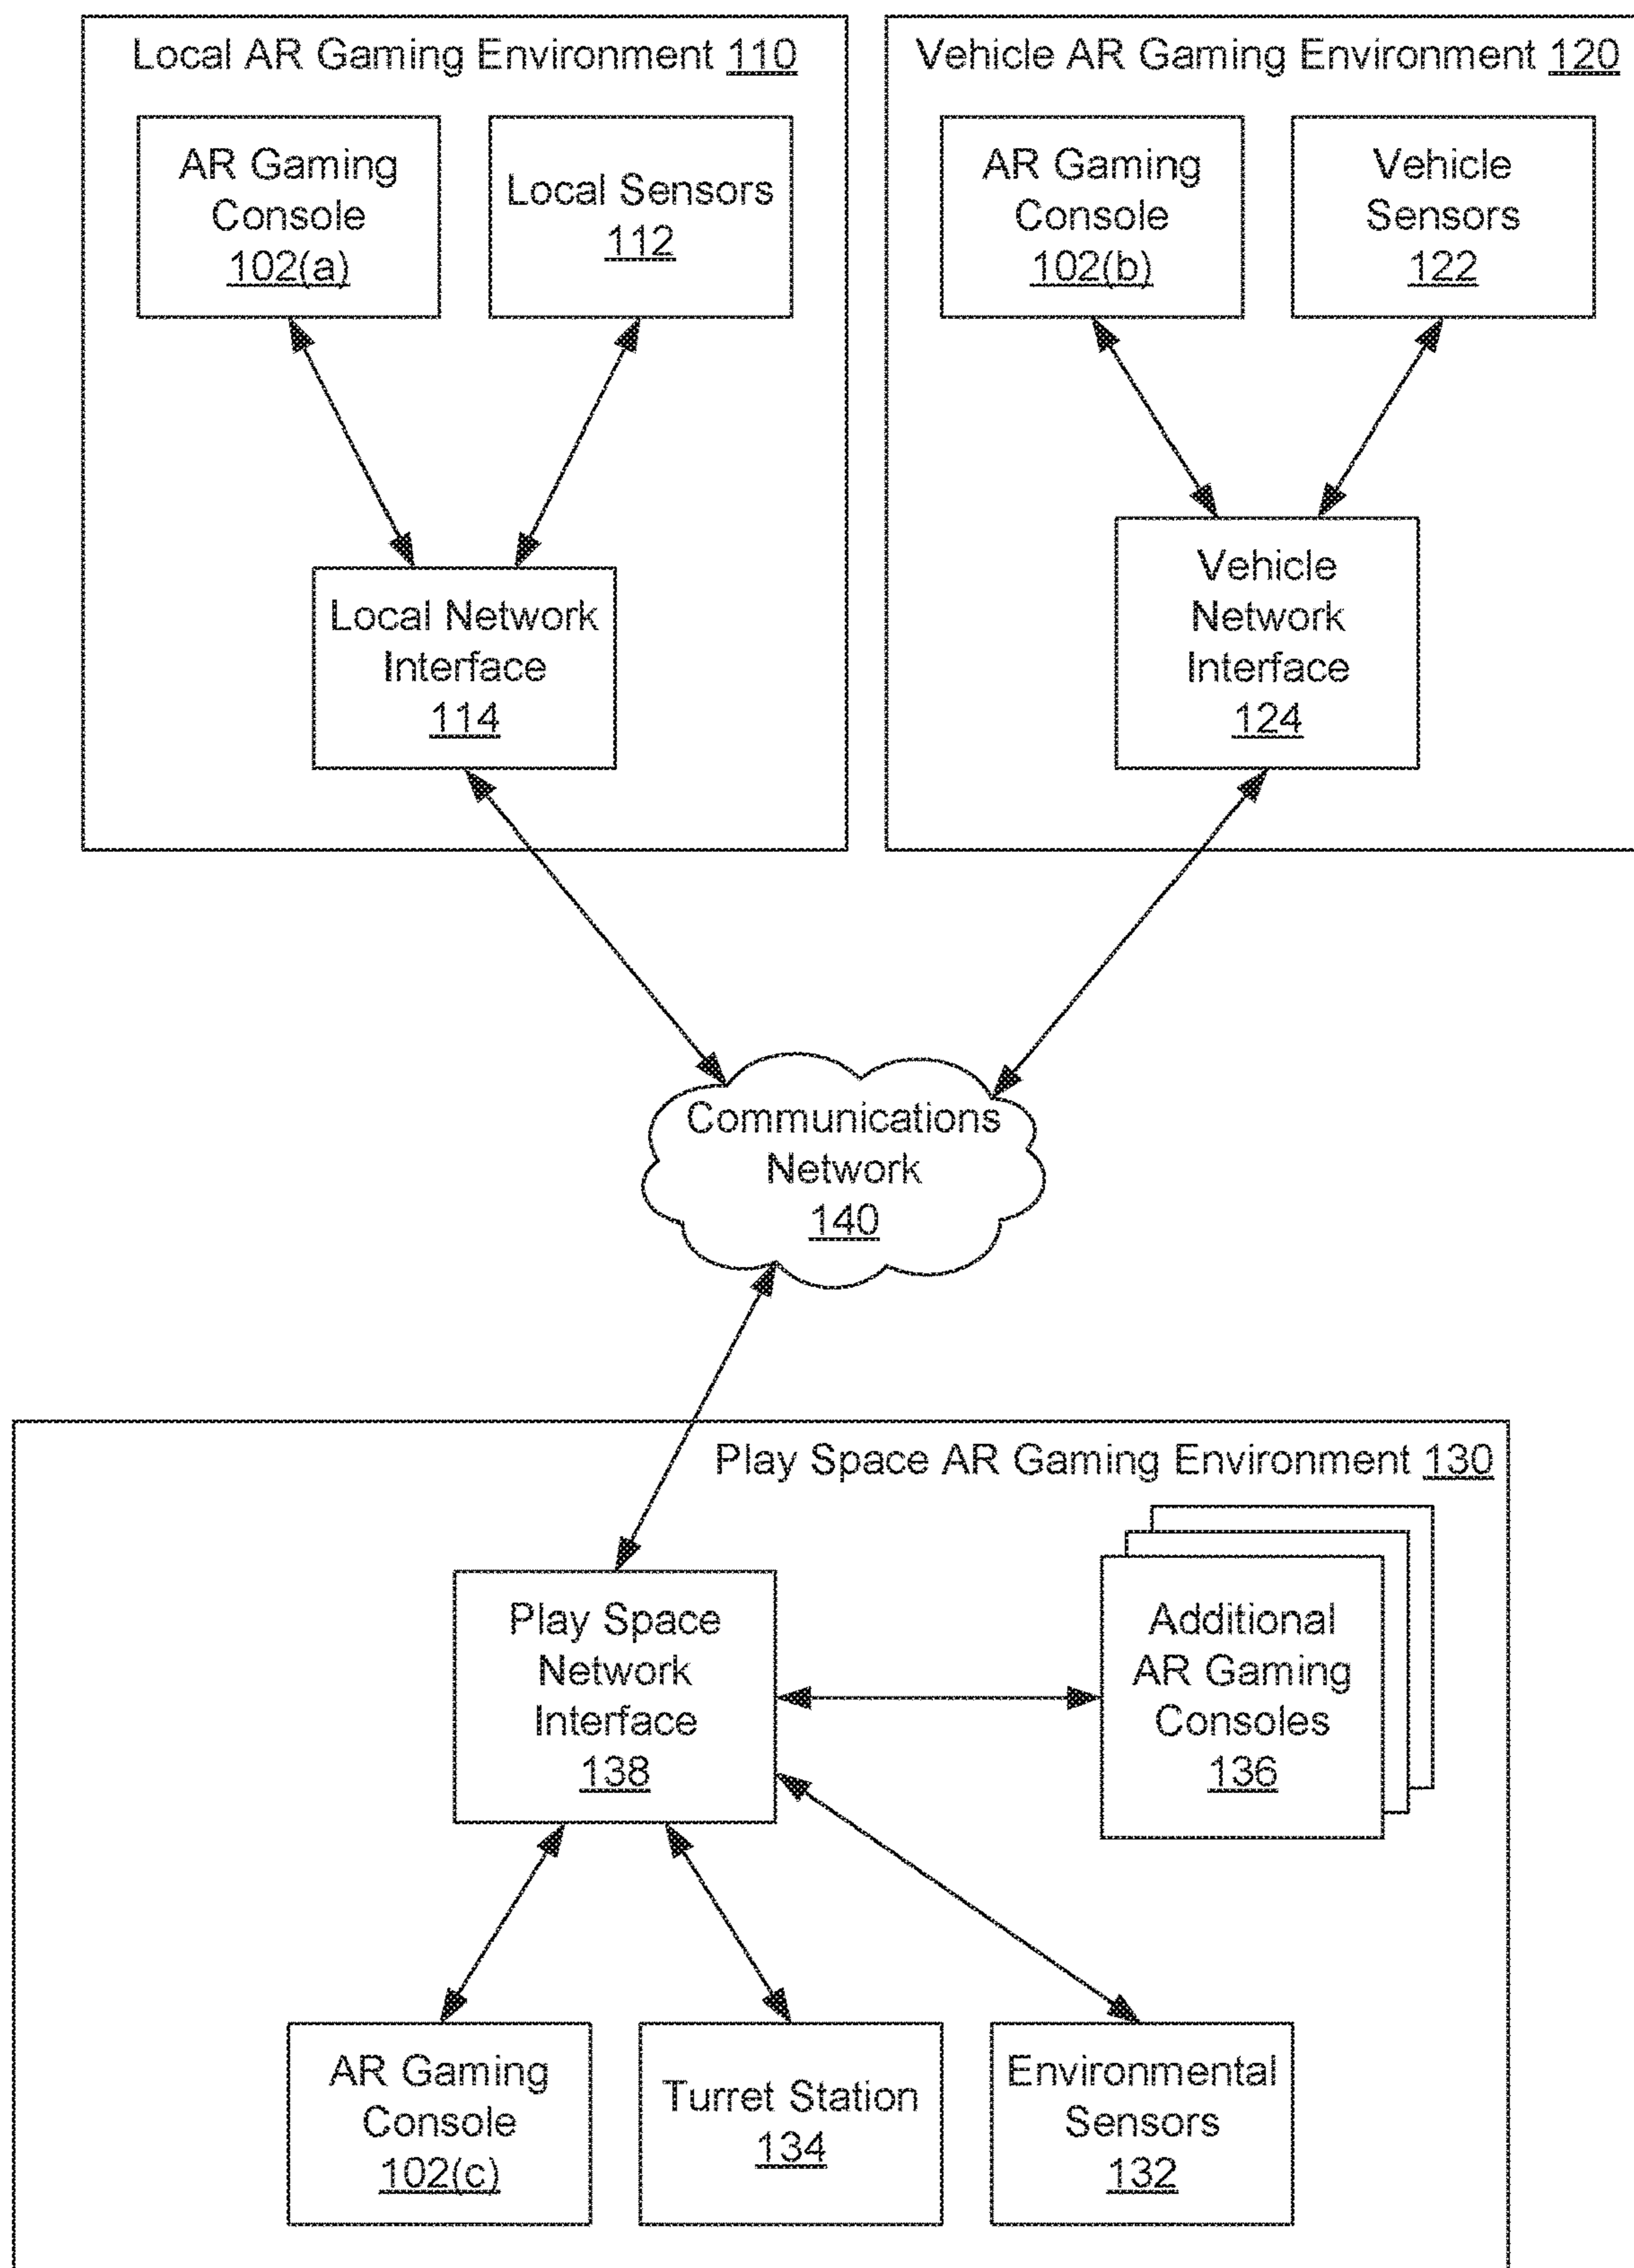 Local AR Gaming Environment 110
AR Gaming
Console
102(a)
Local Sensors
112
Local Network
Interface
114
Vehicle AR Gaming Environment 120
AR Gaming
Console
102(b)
Vehicle
Sensors
122
Vehicle
Network
Interface
124
Communications
Network
140
Play Space AR Gaming Environment 130
Play Space
Network
Interface
138
Additional
AR Gaming
Consoles
136
AR Gaming
Console
102(c)
Turret Station
134
Environmental
Sensors
132